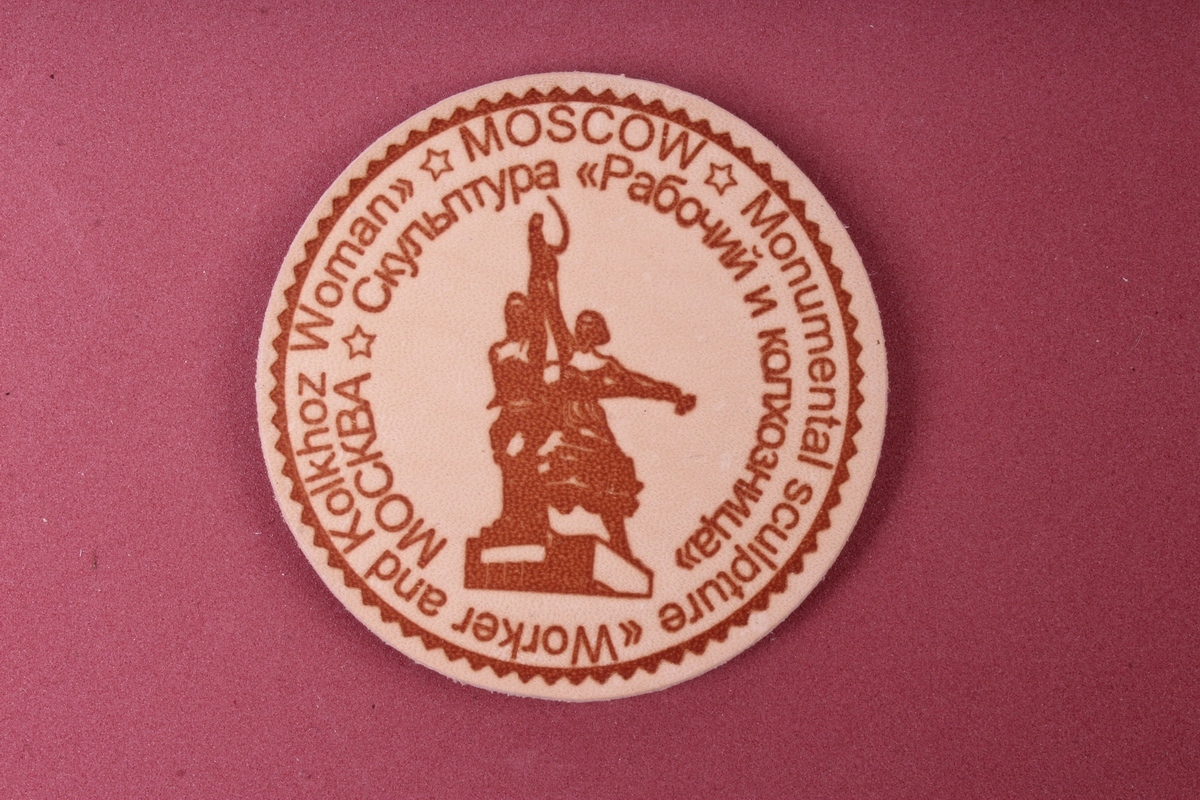 MOSCOW ☆ Monumental sculpture «Worker and Kolkhoz Woman» ☆
МОСКВА ☆ Скульптура «Рабочий и колхозница»